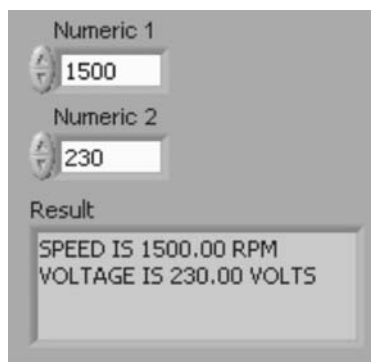 Numeric 1
1500
Numeric 2
230
Result
SPEED IS 1500.00 RPM
VOLTAGE IS 230.00 VOLTS